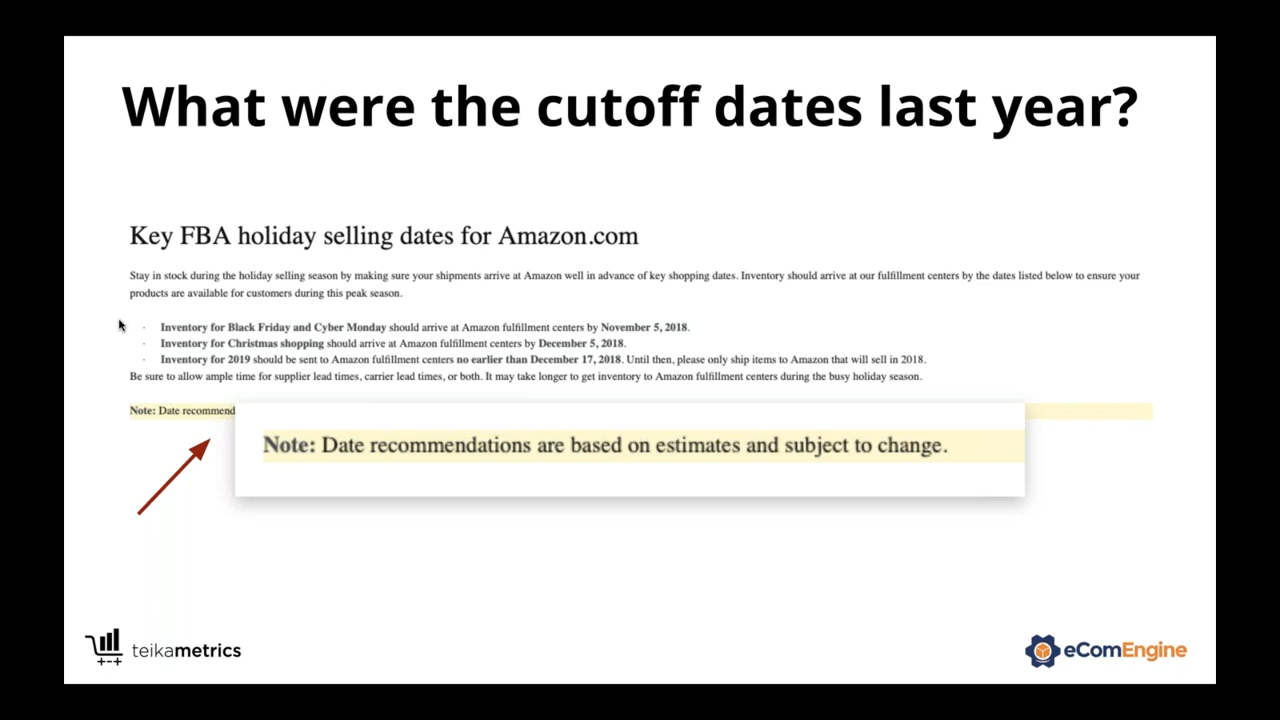 What were the cutoff dates last year?
Key FBA holiday selling dates for Amazon.com
Stay in stock during the holiday selling season by making sure your shipments arrive at Amazon well in advance of key shopping dates. Inventory should arrive at our fulfillment centers by the dates listed below to ensure your
products are available for customers during this peak season.
· Inventory for Black Friday and Cyber Monday should arrive at Amazon fulfillment centers by November 5, 2018.
· Inventory for Christmas shopping should arrive at Amazon fulfillment centers by December 5, 2018.
· Inventory for 2019 should be sent to Amazon fulfillment centers no earlier than December 17, 2018. Until then, please only ship items to Amazon that will sell in 2018.
Be sure to allow ample time for supplier lead times, carrier lead times, or both. It may take longer to get inventory to Amazon fulfillment centers during the busy holiday season.
Note: Date recommend
Note: Date recommendations are based on estimates and subject to change.
teikametrics
eComEngine